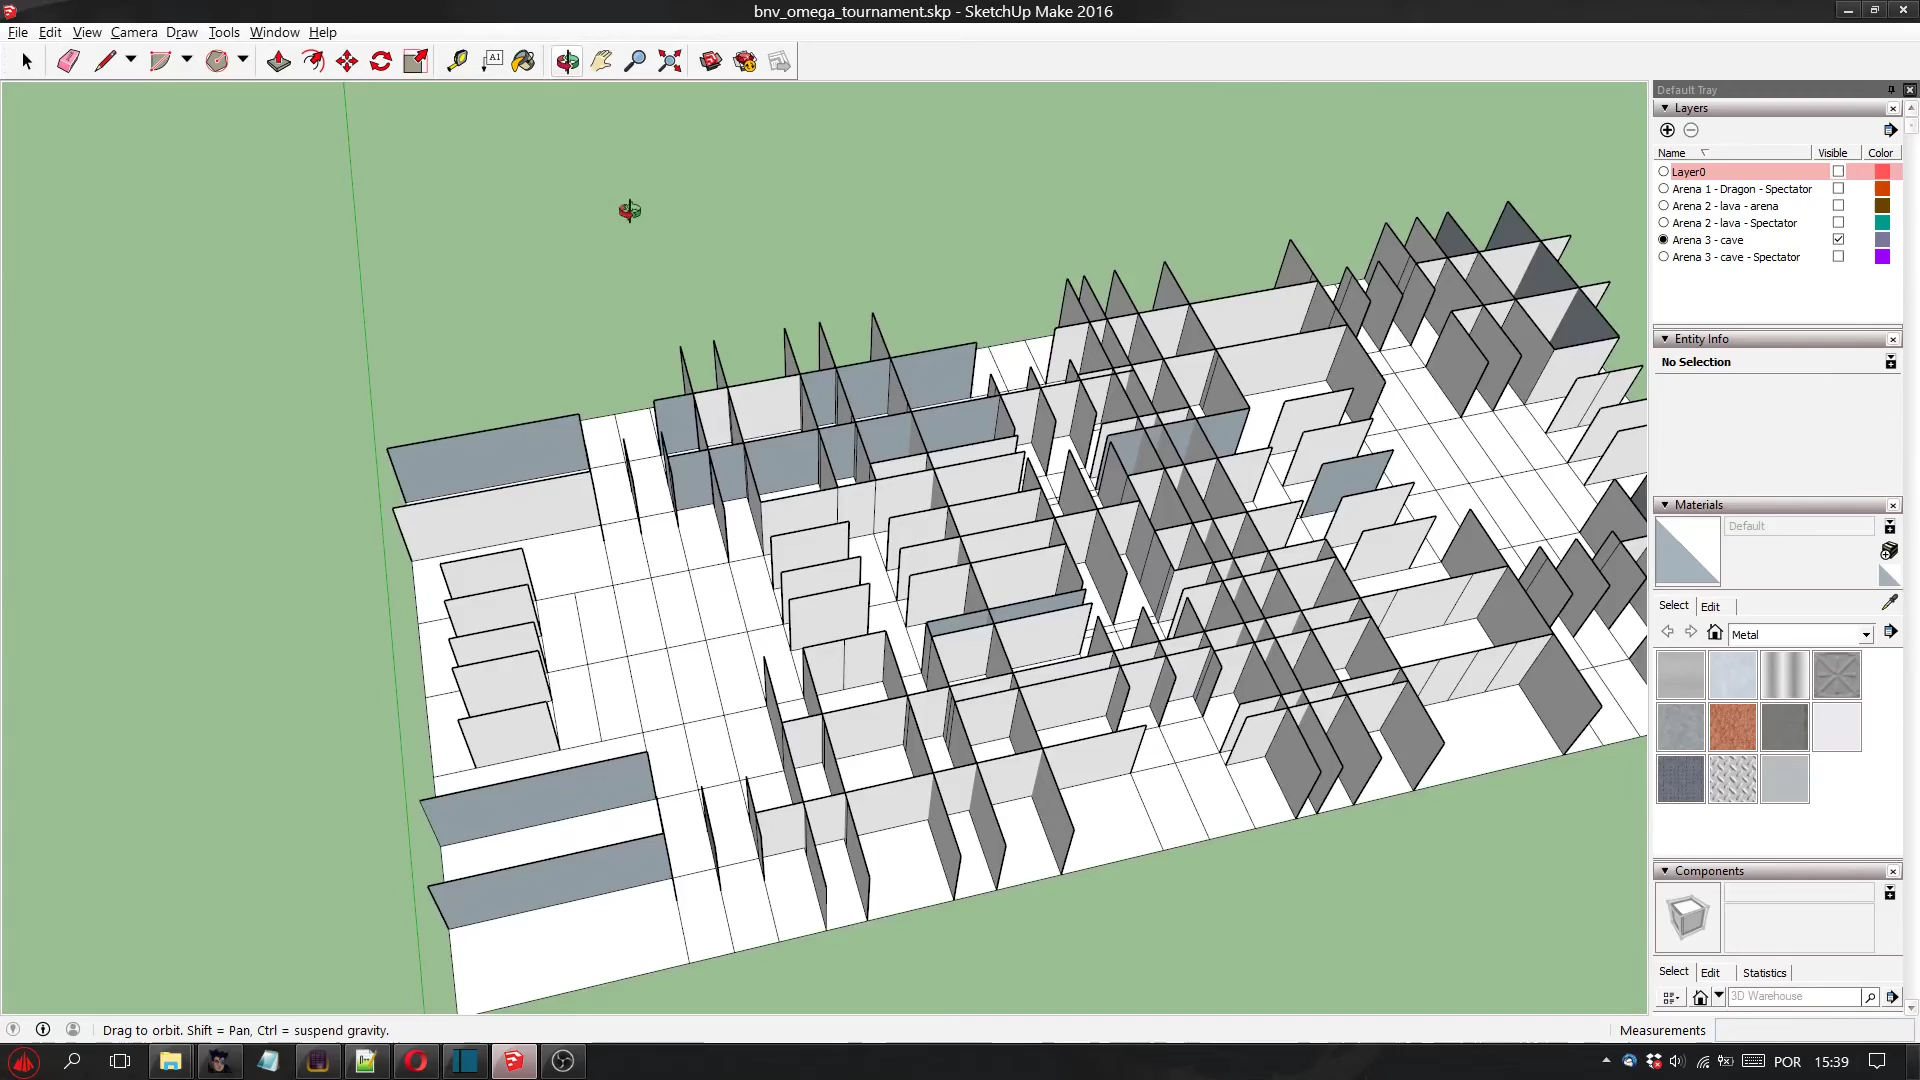 bnv_omega_tournament.skp - SketchUp Make 2016
File Edit View Camera Draw Tools Window Help
A1
Default Tray
Layers
Name Visible Color
Layer0
Arena 1 - Dragon - Spectator
Arena 2 - lava - arena
Arena 2 - lava - Spectator
Arena 3 - cave
Arena 3 - cave - Spectator
Entity Info
No Selection
Materials
Default
Select Edit
Metal
Components
Select Edit Statistics
3D Warehouse
Drag to orbit. Shift = Pan, Ctrl = suspend gravity.
Measurements
POR 15:39